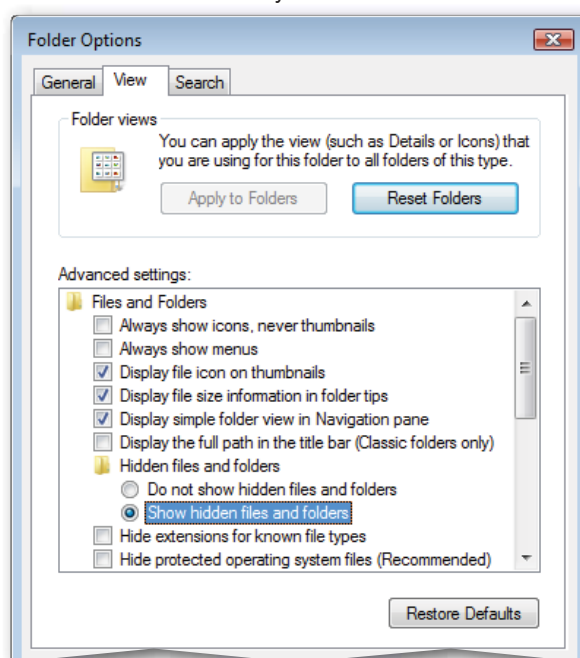 Folder Options
General View Search
Folder views
You can apply the view (such as Details or Icons) that
you are using for this folder to all folders of this type.
Apply to Folders Reset Folders
Advanced settings:
Files and Folders
Always show icons, never thumbnails
Always show menus
Display file icon on thumbnails
Display file size information in folder tips
Display simple folder view in Navigation pane
Display the full path in the title bar (Classic folders only)
Hidden files and folders
Do not show hidden files and folders
Show hidden files and folders
Hide extensions for known file types
Hide protected operating system files (Recommended)
Restore Defaults